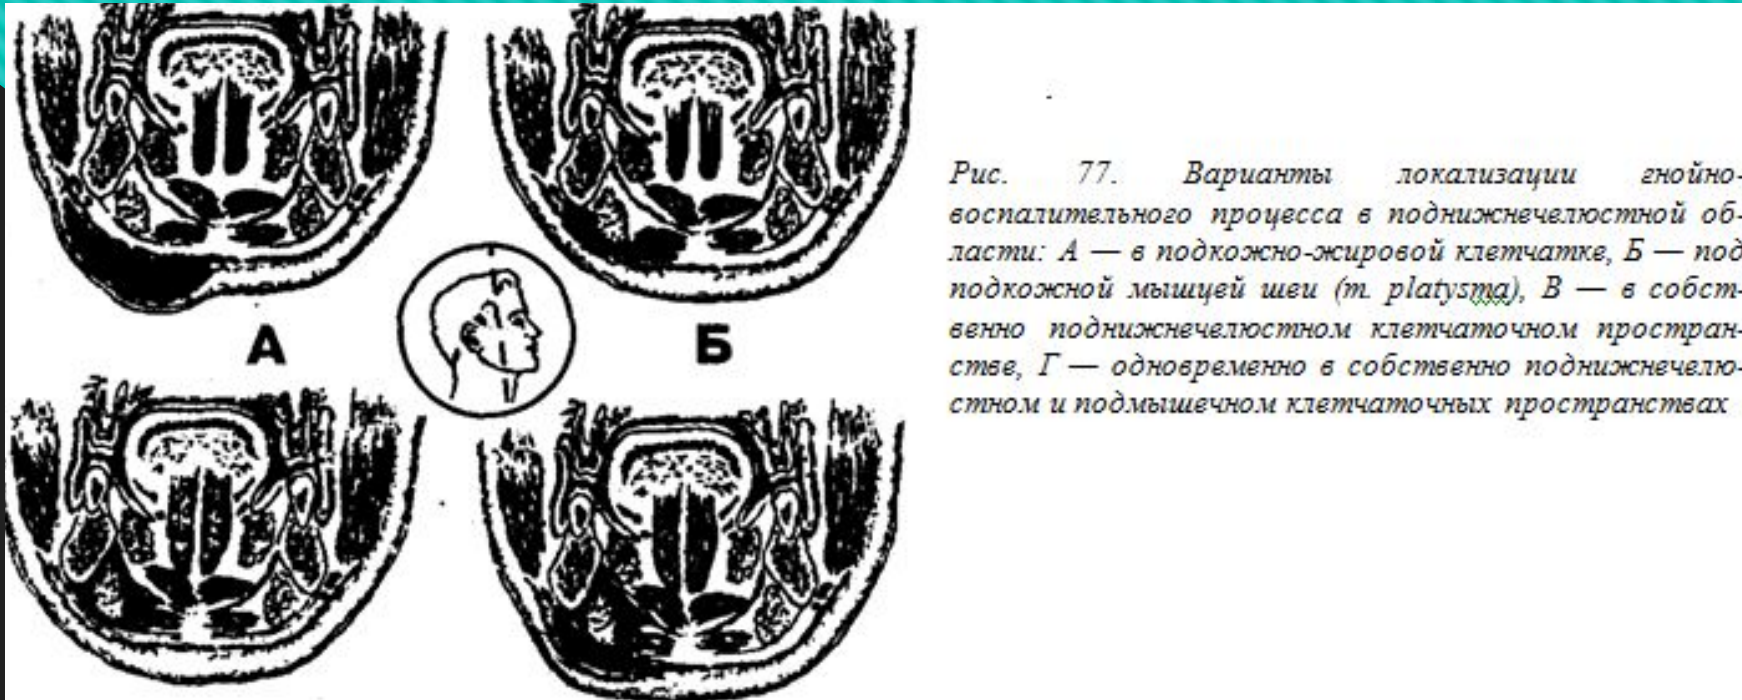 А
Б
Рис. 77. Варианты локализации гнойно-
воспалительного процесса в поднижнечелюстной об-
ласти: А — в подкожно-жировой клетчатке, Б — под
подкожной мышцей шеи (m. platysma), В — в собст-
венно поднижнечелюстном клетчаточном простран-
стве, Г — одновременно в собственно поднижнечелю-
стном и подмышечном клетчаточных пространствах